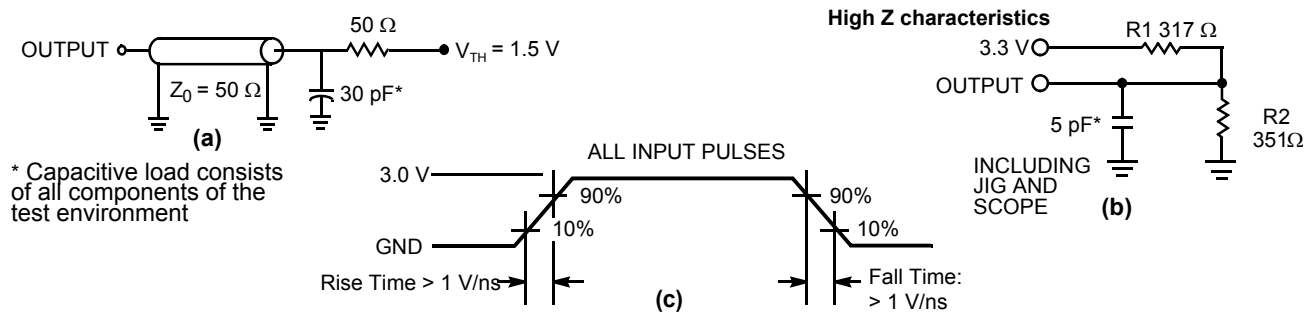 50 Ω
OUTPUT
V_TH = 1.5 V
Z_0 = 50 Ω
30 pF*
(a)
* Capacitive load consists
of all components of the
test environment
High Z characteristics
R1 317 Ω
3.3 V
OUTPUT
5 pF*
R2
351Ω
INCLUDING
JIG AND
SCOPE
(b)
ALL INPUT PULSES
3.0 V
90%
90%
10%
10%
GND
Rise Time > 1 V/ns
Fall Time:
> 1 V/ns
(c)